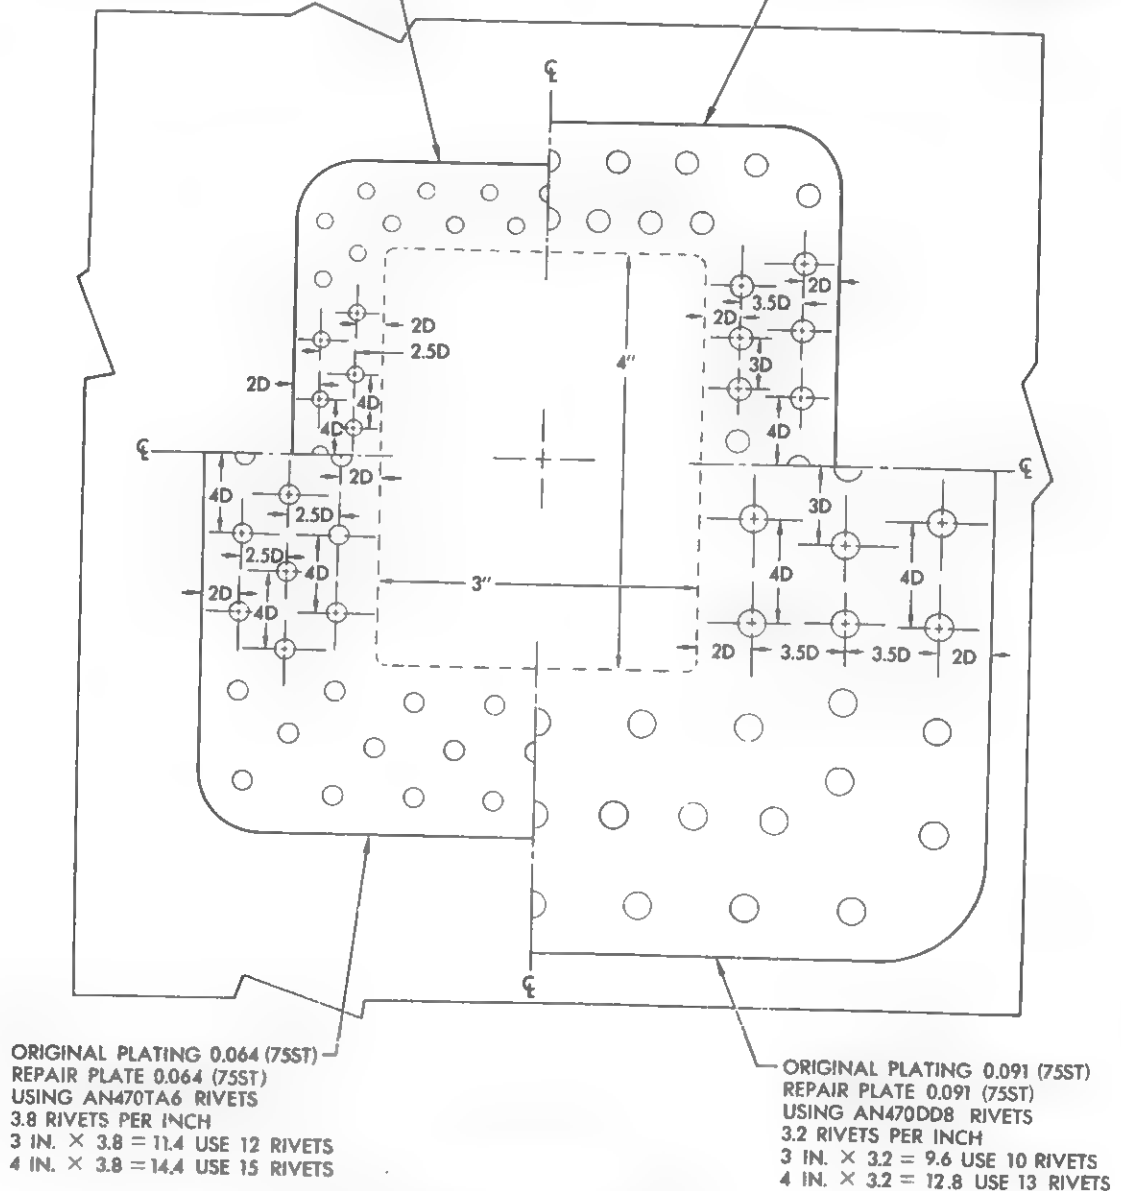 ℄
2D
3.5D
2D
2D
2.5D
4"
3D
2D
4D
4D
4D
℄
2D
℄
4D
3D
2.5D
2.5D
4D
4D
4D
3"
2D
4D
2D
3.5D
3.5D
2D
℄
ORIGINAL PLATING 0.064 (75ST)
REPAIR PLATE 0.064 (75ST)
USING AN470TA6 RIVETS
3.8 RIVETS PER INCH
3 IN. × 3.8 = 11.4 USE 12 RIVETS
4 IN. × 3.8 = 14.4 USE 15 RIVETS
ORIGINAL PLATING 0.091 (75ST)
REPAIR PLATE 0.091 (75ST)
USING AN470DD8 RIVETS
3.2 RIVETS PER INCH
3 IN. × 3.2 = 9.6 USE 10 RIVETS
4 IN. × 3.2 = 12.8 USE 13 RIVETS